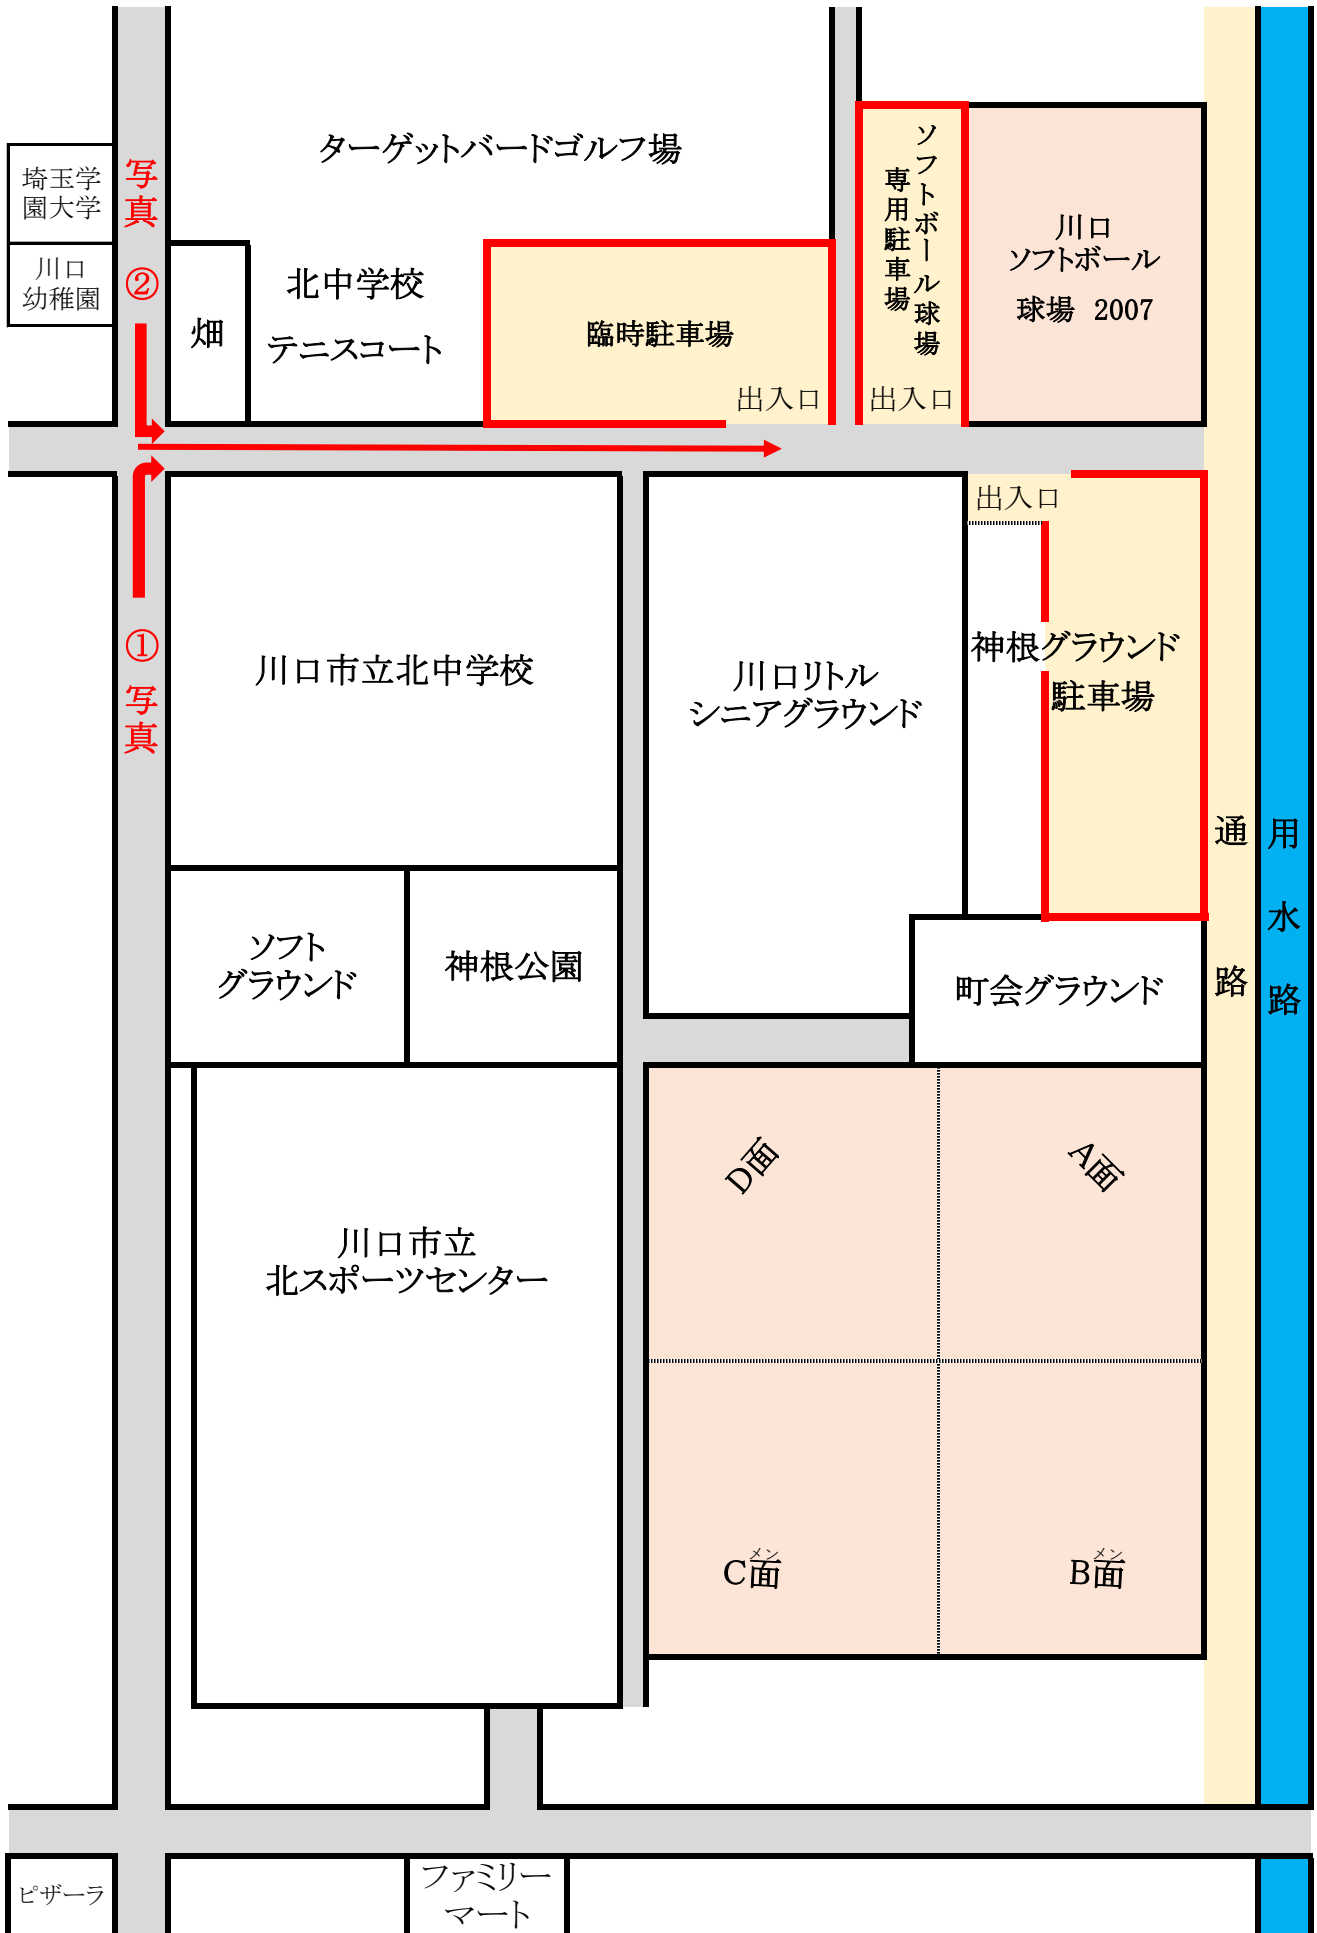 ターゲットバードゴルフ場
ソフトボール球場
専用駐車場
川口
ソフトボール
球場 2007
埼玉学
園大学
写真
②
川口
幼稚園
畑
北中学校
テニスコート
臨時駐車場
出入口
出入口
出入口
①
写真
川口市立北中学校
川口リトル
シニアグラウンド
神根グラウンド
駐車場
通路
用水路
ソフト
グラウンド
神根公園
町会グラウンド
D面
A面
川口市立
北スポーツセンター
メン
C面
メン
B面
ピザーラ
ファミリー
マート